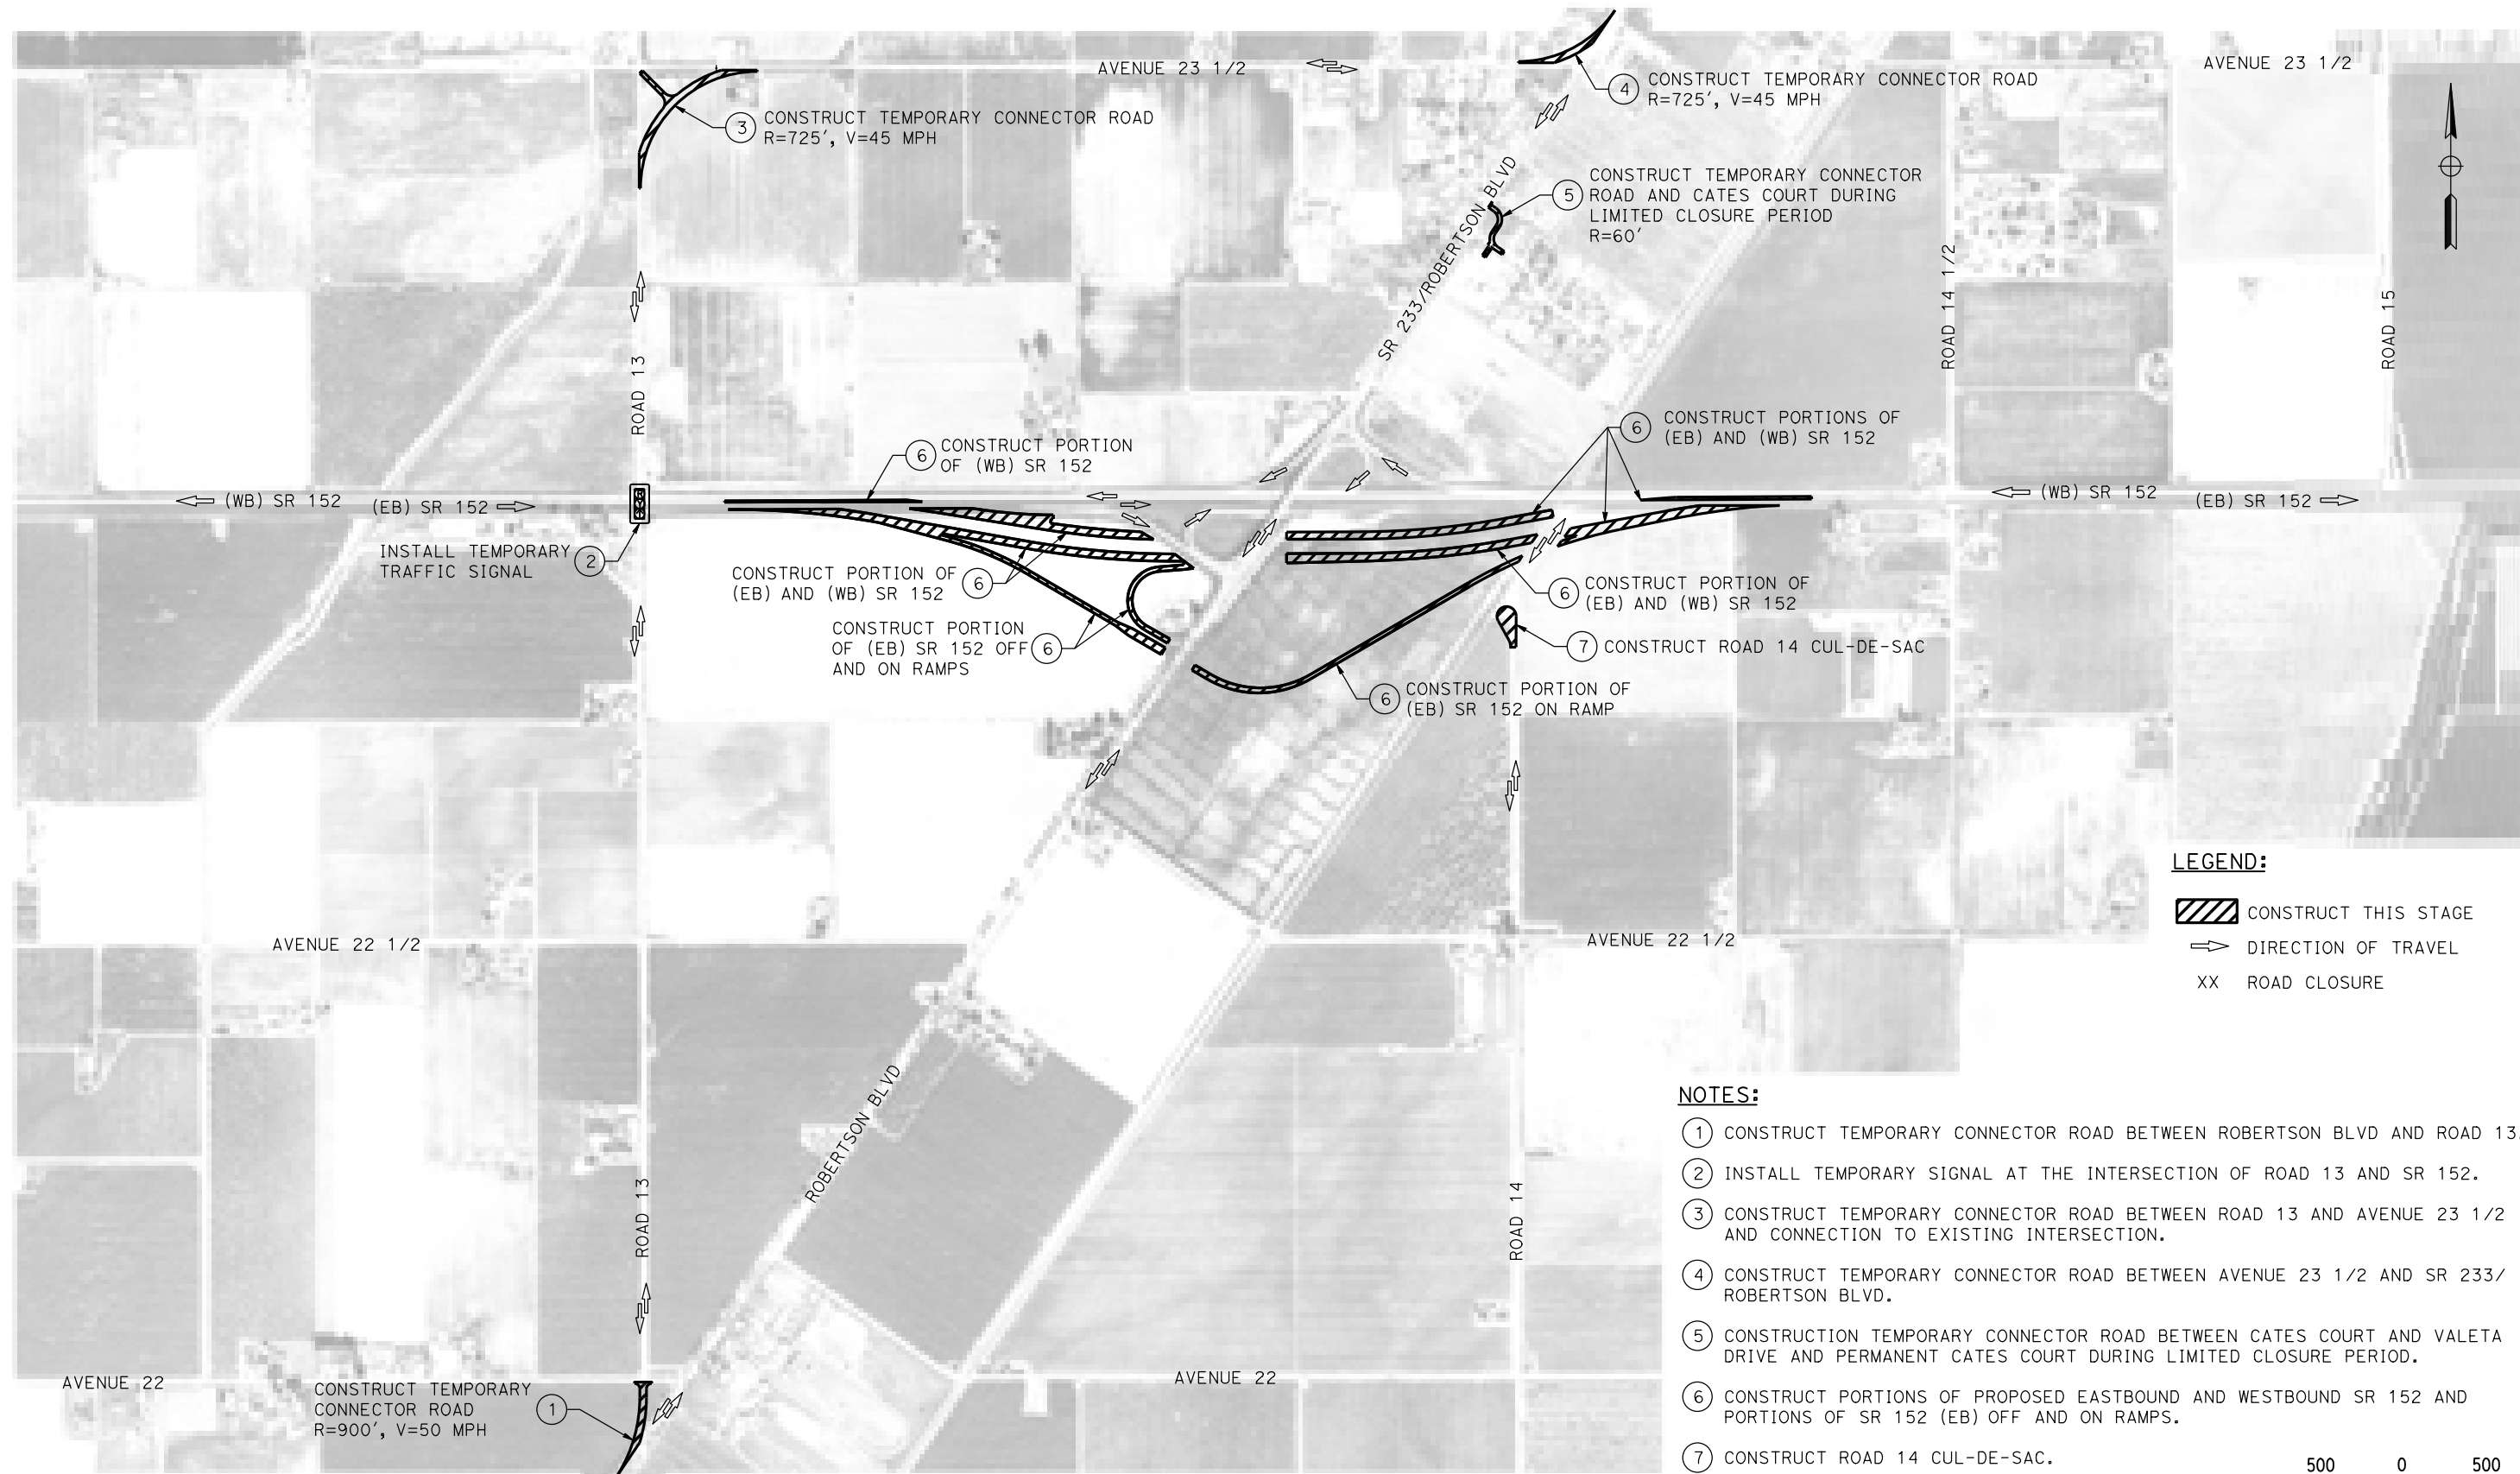 AVENUE 23 1/2
AVENUE 23 1/2
4 CONSTRUCT TEMPORARY CONNECTOR ROAD
R=725', V=45 MPH
3 CONSTRUCT TEMPORARY CONNECTOR ROAD
R=725', V=45 MPH
CONSTRUCT TEMPORARY CONNECTOR
5 ROAD AND CATES COURT DURING
LIMITED CLOSURE PERIOD
R=60'
SR 233/ROBERTSON BLVD
ROAD 14 1/2
ROAD 15
ROAD 13
6 CONSTRUCT PORTION
OF (WB) SR 152
6 CONSTRUCT PORTIONS OF
(EB) AND (WB) SR 152
(WB) SR 152
(EB) SR 152
(WB) SR 152
(EB) SR 152
INSTALL TEMPORARY
TRAFFIC SIGNAL 2
CONSTRUCT PORTION OF
(EB) AND (WB) SR 152 6
6 CONSTRUCT PORTION OF
(EB) AND (WB) SR 152
CONSTRUCT PORTION
OF (EB) SR 152 OFF 6
AND ON RAMPS
7 CONSTRUCT ROAD 14 CUL-DE-SAC
6 CONSTRUCT PORTION OF
(EB) SR 152 ON RAMP
AVENUE 22 1/2
AVENUE 22 1/2
LEGEND:
CONSTRUCT THIS STAGE
DIRECTION OF TRAVEL
XX ROAD CLOSURE
ROBERTSON BLVD
ROAD 13
ROAD 14
AVENUE 22
AVENUE 22
CONSTRUCT TEMPORARY
CONNECTOR ROAD 1
R=900', V=50 MPH
NOTES:
1 CONSTRUCT TEMPORARY CONNECTOR ROAD BETWEEN ROBERTSON BLVD AND ROAD 13
2 INSTALL TEMPORARY SIGNAL AT THE INTERSECTION OF ROAD 13 AND SR 152.
3 CONSTRUCT TEMPORARY CONNECTOR ROAD BETWEEN ROAD 13 AND AVENUE 23 1/2
AND CONNECTION TO EXISTING INTERSECTION.
4 CONSTRUCT TEMPORARY CONNECTOR ROAD BETWEEN AVENUE 23 1/2 AND SR 233/
ROBERTSON BLVD.
5 CONSTRUCTION TEMPORARY CONNECTOR ROAD BETWEEN CATES COURT AND VALETA
DRIVE AND PERMANENT CATES COURT DURING LIMITED CLOSURE PERIOD.
6 CONSTRUCT PORTIONS OF PROPOSED EASTBOUND AND WESTBOUND SR 152 AND
PORTIONS OF SR 152 (EB) OFF AND ON RAMPS.
7 CONSTRUCT ROAD 14 CUL-DE-SAC.
500 0 500